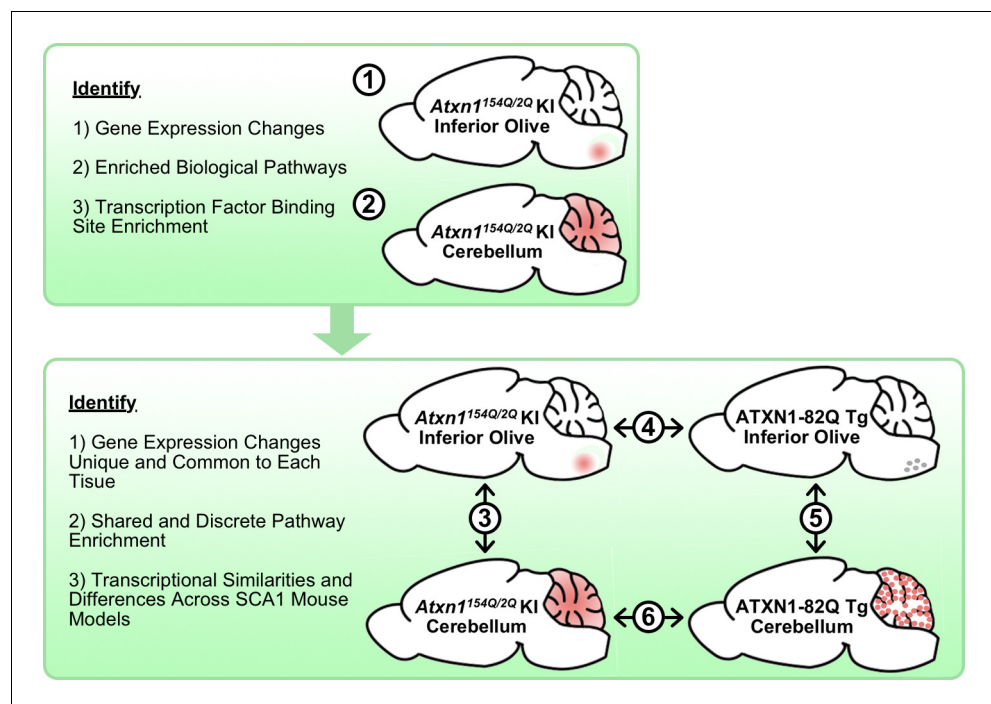 Identify
1) Gene Expression Changes
2) Enriched Biological Pathways
3) Transcription Factor Binding
Site Enrichment
1
Atxn1154Q/2Q KI
Inferior Olive
2
Atxn1154Q/2Q KI
Cerebellum
Identify
1) Gene Expression Changes
Unique and Common to Each
Tisue
2) Shared and Discrete Pathway
Enrichment
3) Transcriptional Similarities and
Differences Across SCA1 Mouse
Models
Atxn1154Q/2Q KI
Inferior Olive
4
ATXN1-82Q Tg
Inferior Olive
3
5
Atxn1154Q/2Q KI
Cerebellum
6
ATXN1-82Q Tg
Cerebellum